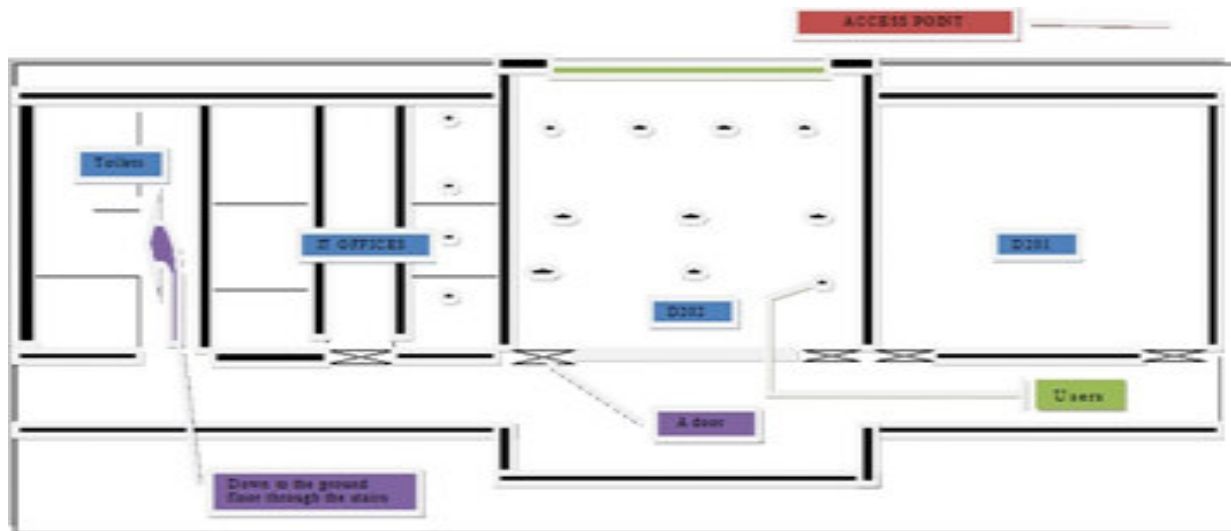 ACCESS POINT
Toilets
IT OFFICES
D201
D202
Users
A door
Down to the ground
floor through the stairs